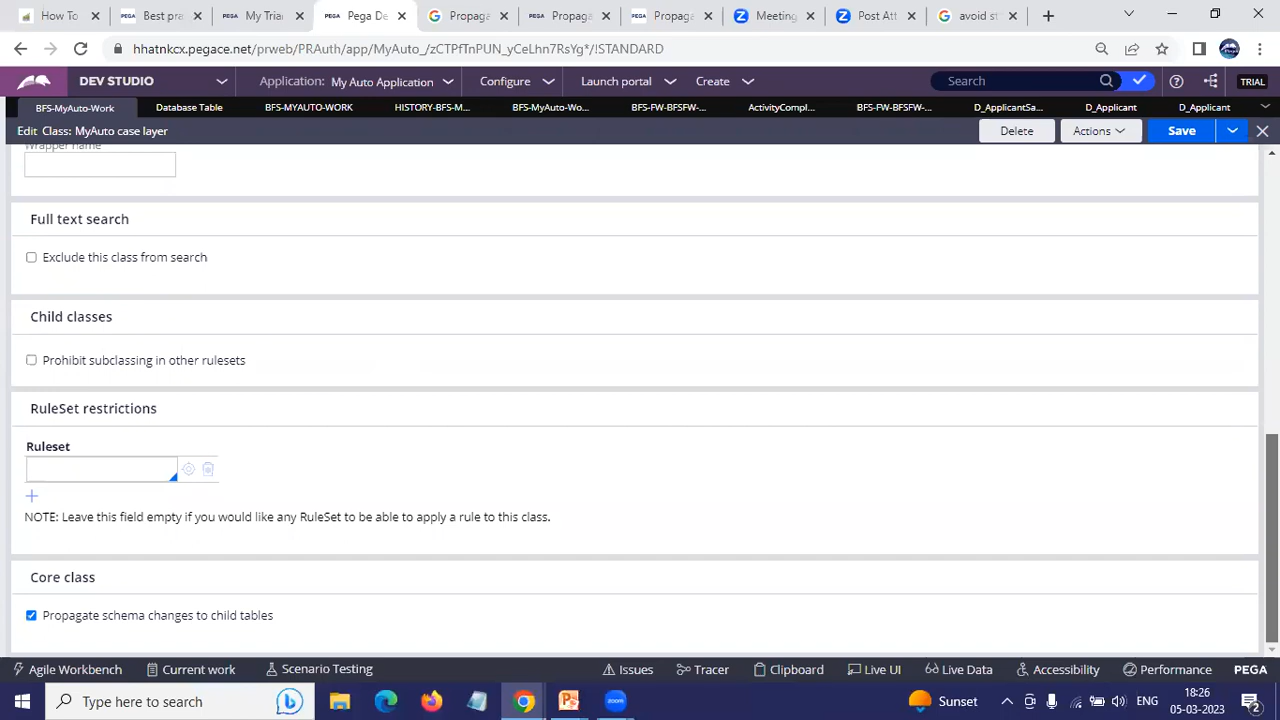 How To
Best pra
My Trian
Pega De
Propaga
Propaga
Propaga
Meeting
Post Att
avoid st
hhatnkcx.pegace.net/prweb/PRAuth/app/MyAuto_/zCTPfTnPUN_yCeLhn7RsYg*/!STANDARD
DEV STUDIO
Application: My Auto Application
Configure
Launch portal
Create
Search
TRIAL
BFS-MyAuto-Work
Database Table
BFS-MYAUTO-WORK
HISTORY-BFS-M...
BFS-MyAuto-Wo...
BFS-FW-BFSFW-...
ActivityCompl...
BFS-FW-BFSFW-...
D_ApplicantSa...
D_Applicant
D_Applicant
Edit Class: MyAuto case layer
Delete
Actions
Save
Wrapper name
Full text search
Exclude this class from search
Child classes
Prohibit subclassing in other rulesets
RuleSet restrictions
Ruleset
NOTE: Leave this field empty if you would like any RuleSet to be able to apply a rule to this class.
Core class
Propagate schema changes to child tables
Agile Workbench
Current work
Scenario Testing
Issues
Tracer
Clipboard
Live UI
Live Data
Accessibility
Performance
PEGA
Type here to search
Sunset
ENG
18:26
05-03-2023
2